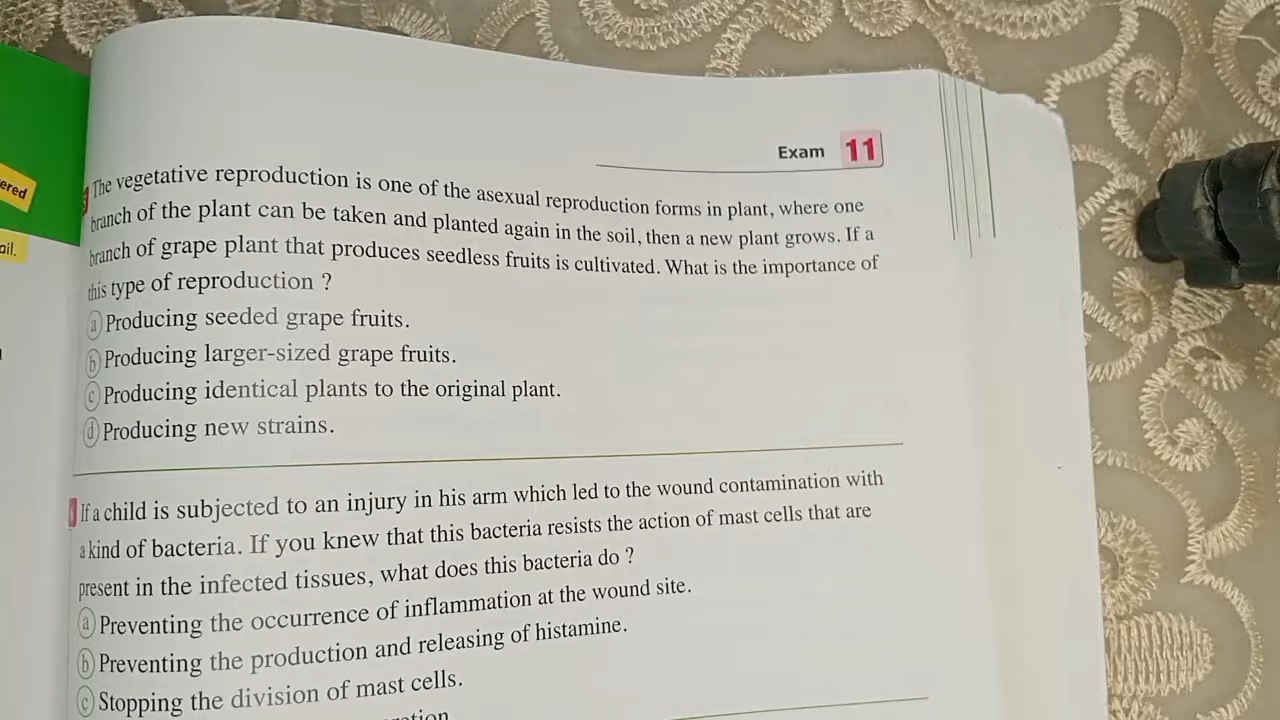 ered
ail.
Exam 11
The vegetative reproduction is one of the asexual reproduction forms in plant, where one
branch of the plant can be taken and planted again in the soil, then a new plant grows. If a
branch of grape plant that produces seedless fruits is cultivated. What is the importance of
this type of reproduction ?
a Producing seeded grape fruits.
b Producing larger-sized grape fruits.
c Producing identical plants to the original plant.
d Producing new strains.
If a child is subjected to an injury in his arm which led to the wound contamination with
a kind of bacteria. If you knew that this bacteria resists the action of mast cells that are
present in the infected tissues, what does this bacteria do ?
a Preventing the occurrence of inflammation at the wound site.
b Preventing the production and releasing of histamine.
c Stopping the division of mast cells.